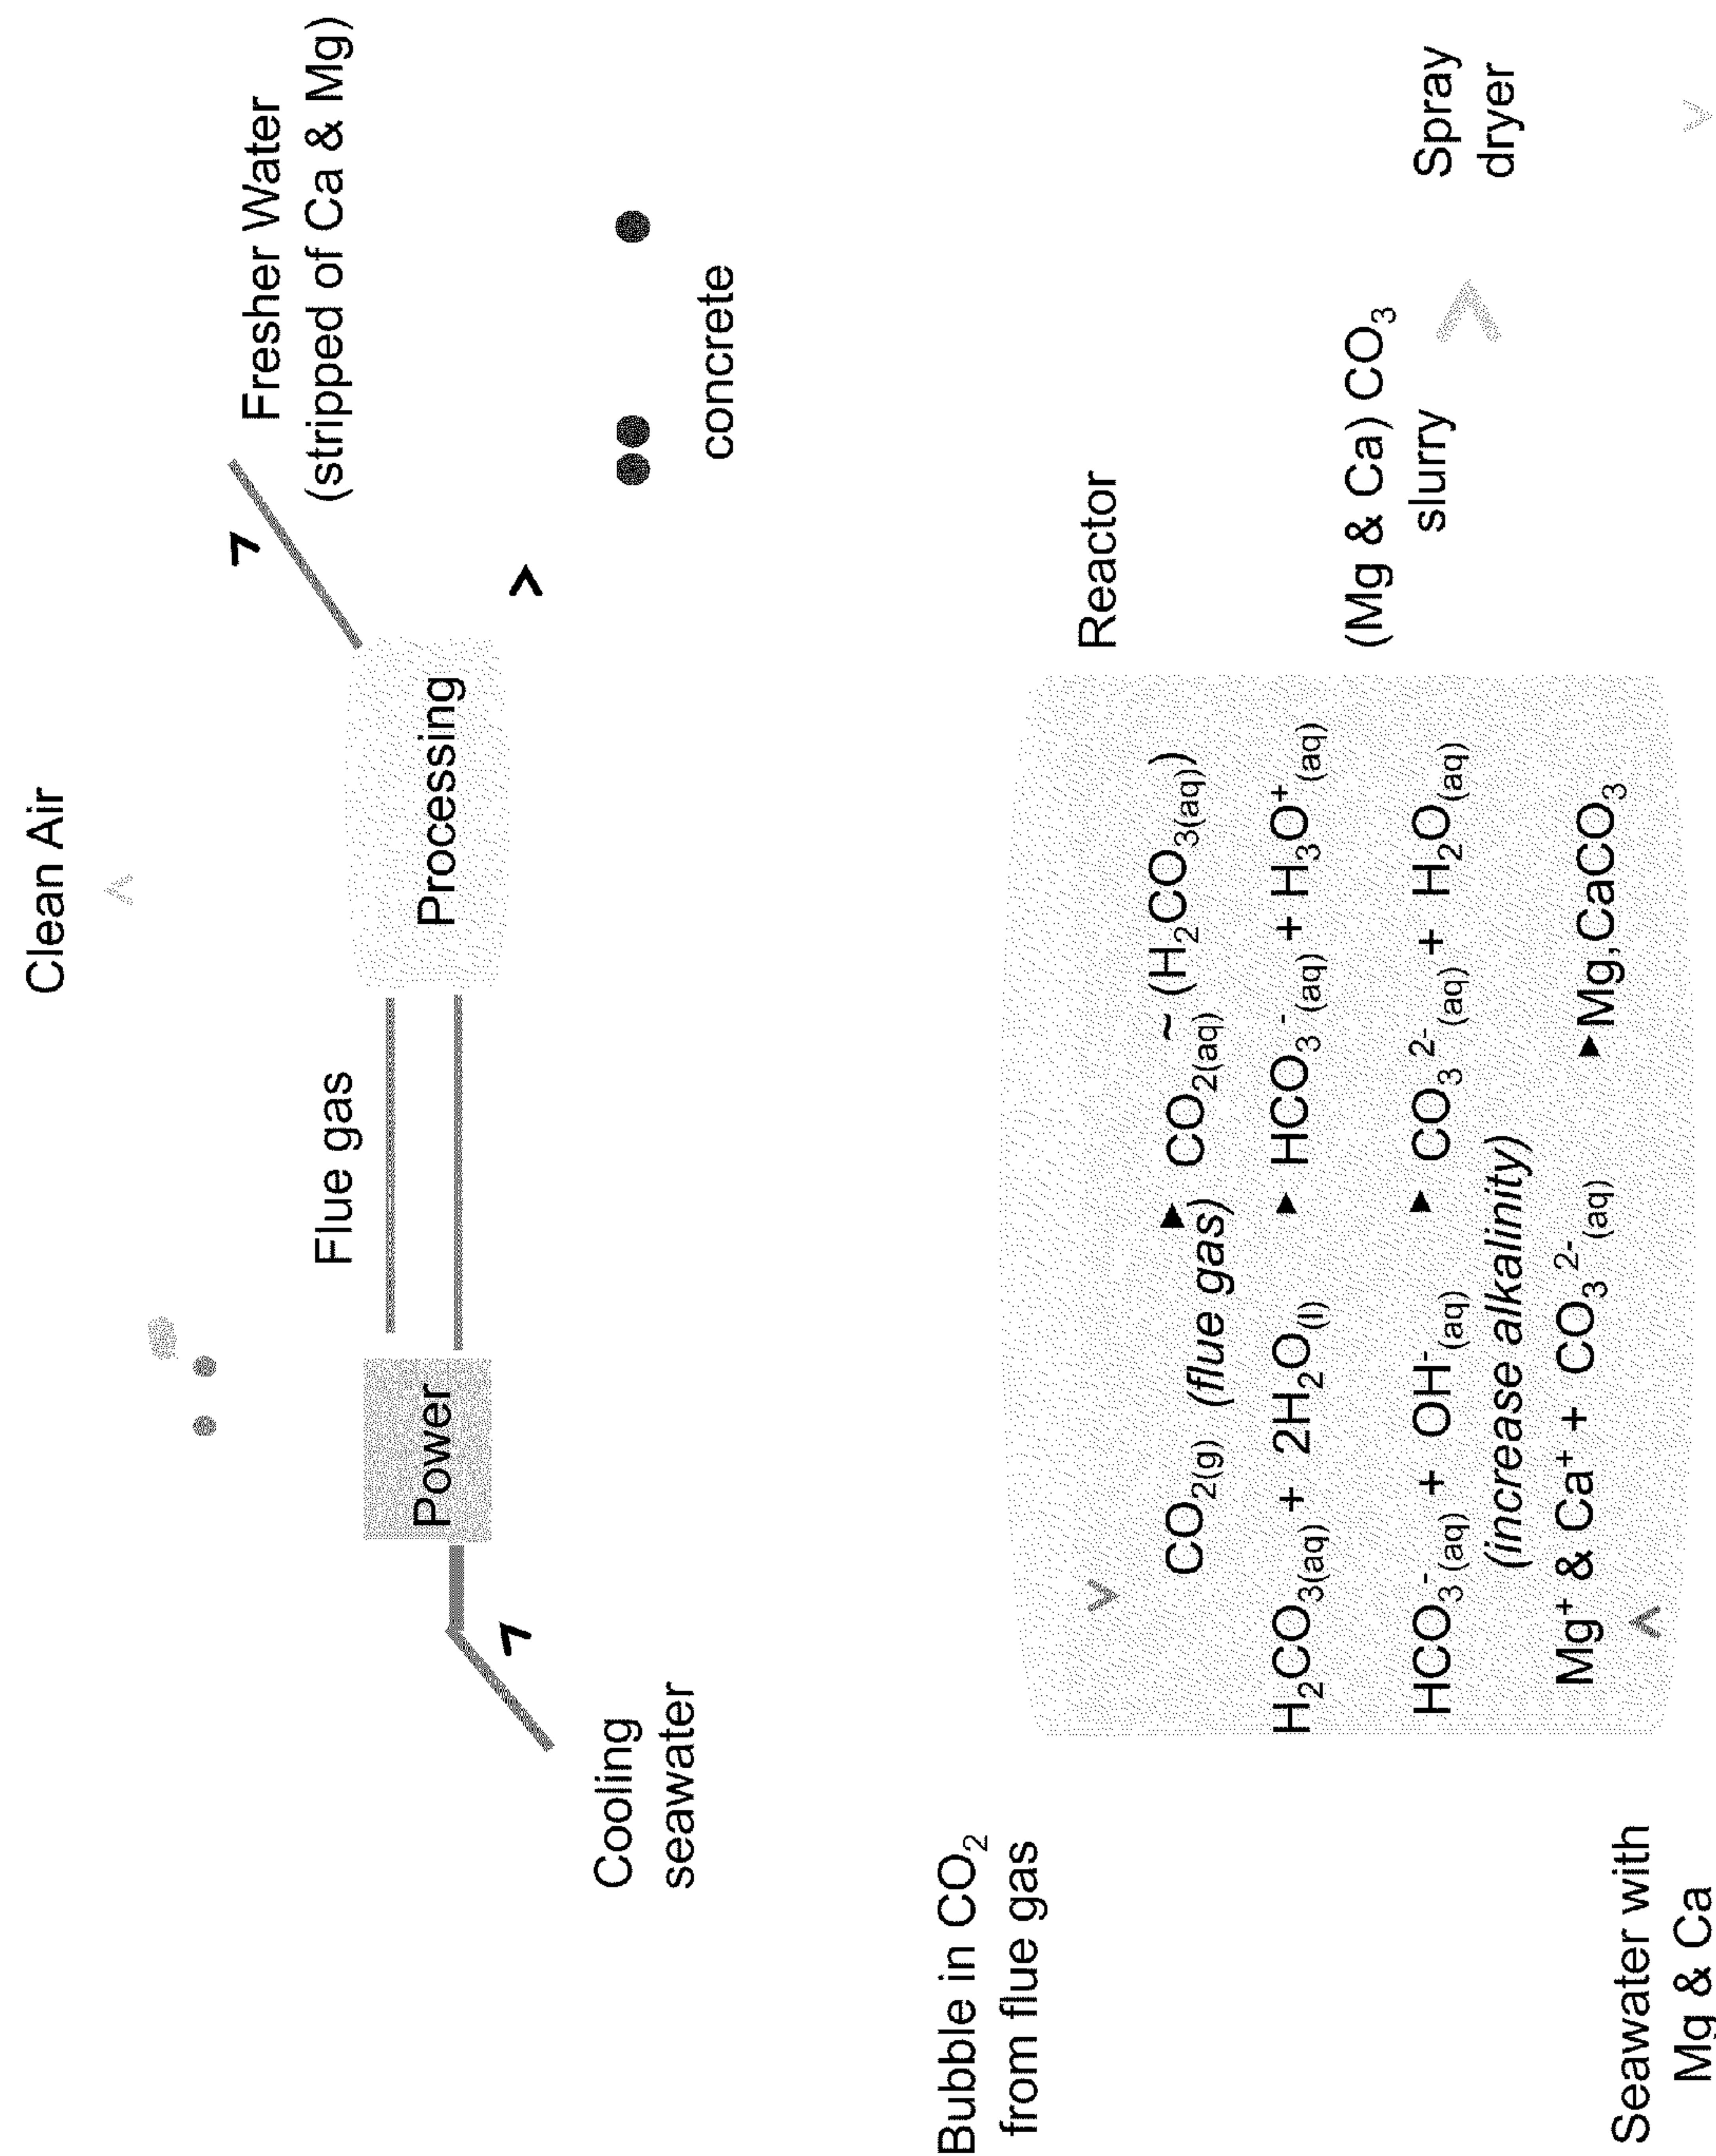 Clean Air
Flue gas
Fresher Water
(stripped of Ca & Mg)
Power
Processing
Cooling
seawater
concrete
Bubble in CO₂
from flue gas
Reactor
CO₂₍g₎ ▸ CO₂₍aq₎ ~ (H₂CO₃₍aq₎)
(flue gas)
H₂CO₃₍aq₎ + 2H₂O₍l₎ ▸ HCO₃⁻₍aq₎ + H₃O⁺₍aq₎
HCO₃⁻₍aq₎ + OH⁻₍aq₎ ▸ CO₃²⁻₍aq₎ + H₂O₍aq₎
(increase alkalinity)
Mg⁺ & Ca⁺ + CO₃²⁻₍aq₎ ▸ Mg,CaCO₃
(Mg & Ca) CO₃
slurry
Spray
dryer
Seawater with
Mg & Ca